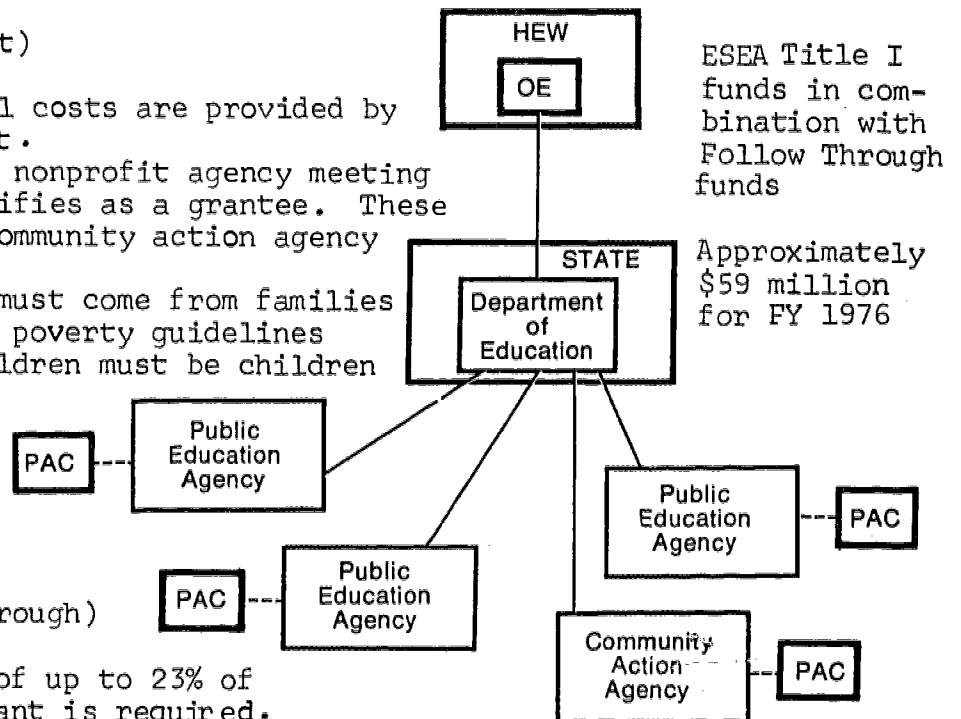 t)
l costs are provided by
t.
nonprofit agency meeting
ifies as a grantee. These
ommunity action agency
must come from families
poverty guidelines
ldren must be children
HEW
OE
ESEA Title I
funds in com-
bination with
Follow Through
funds
STATE
Department
of
Education
Approximately
$59 million
for FY 1976
PAC
Public
Education
Agency
Public
Education
Agency
PAC
PAC
Public
Education
Agency
Community
Action
Agency
PAC
rough)
of up to 23% of
ant is required.